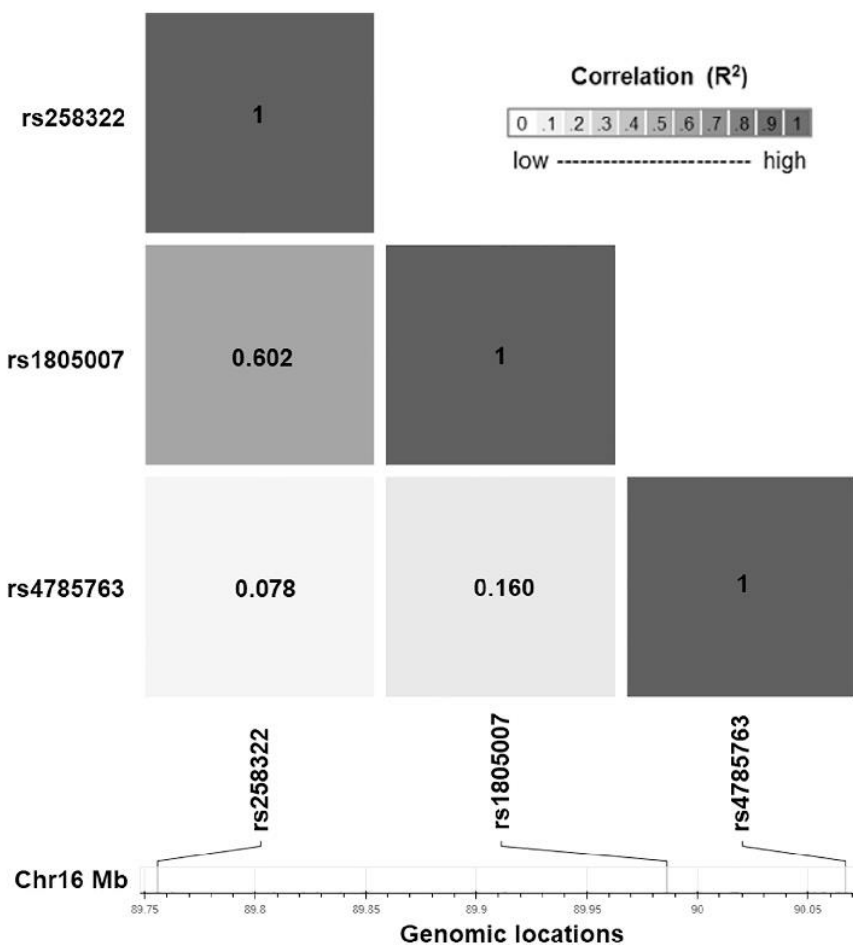 Correlation (R²)
0 .1 .2 .3 .4 .5 .6 .7 .8 .9 1
low ---------------------- high
rs258322 1
rs1805007 0.602 1
rs4785763 0.078 0.160 1
rs258322 rs1805007 rs4785763
Chr16 Mb
89.75 89.8 89.85 89.9 89.95 90 90.05
Genomic locations